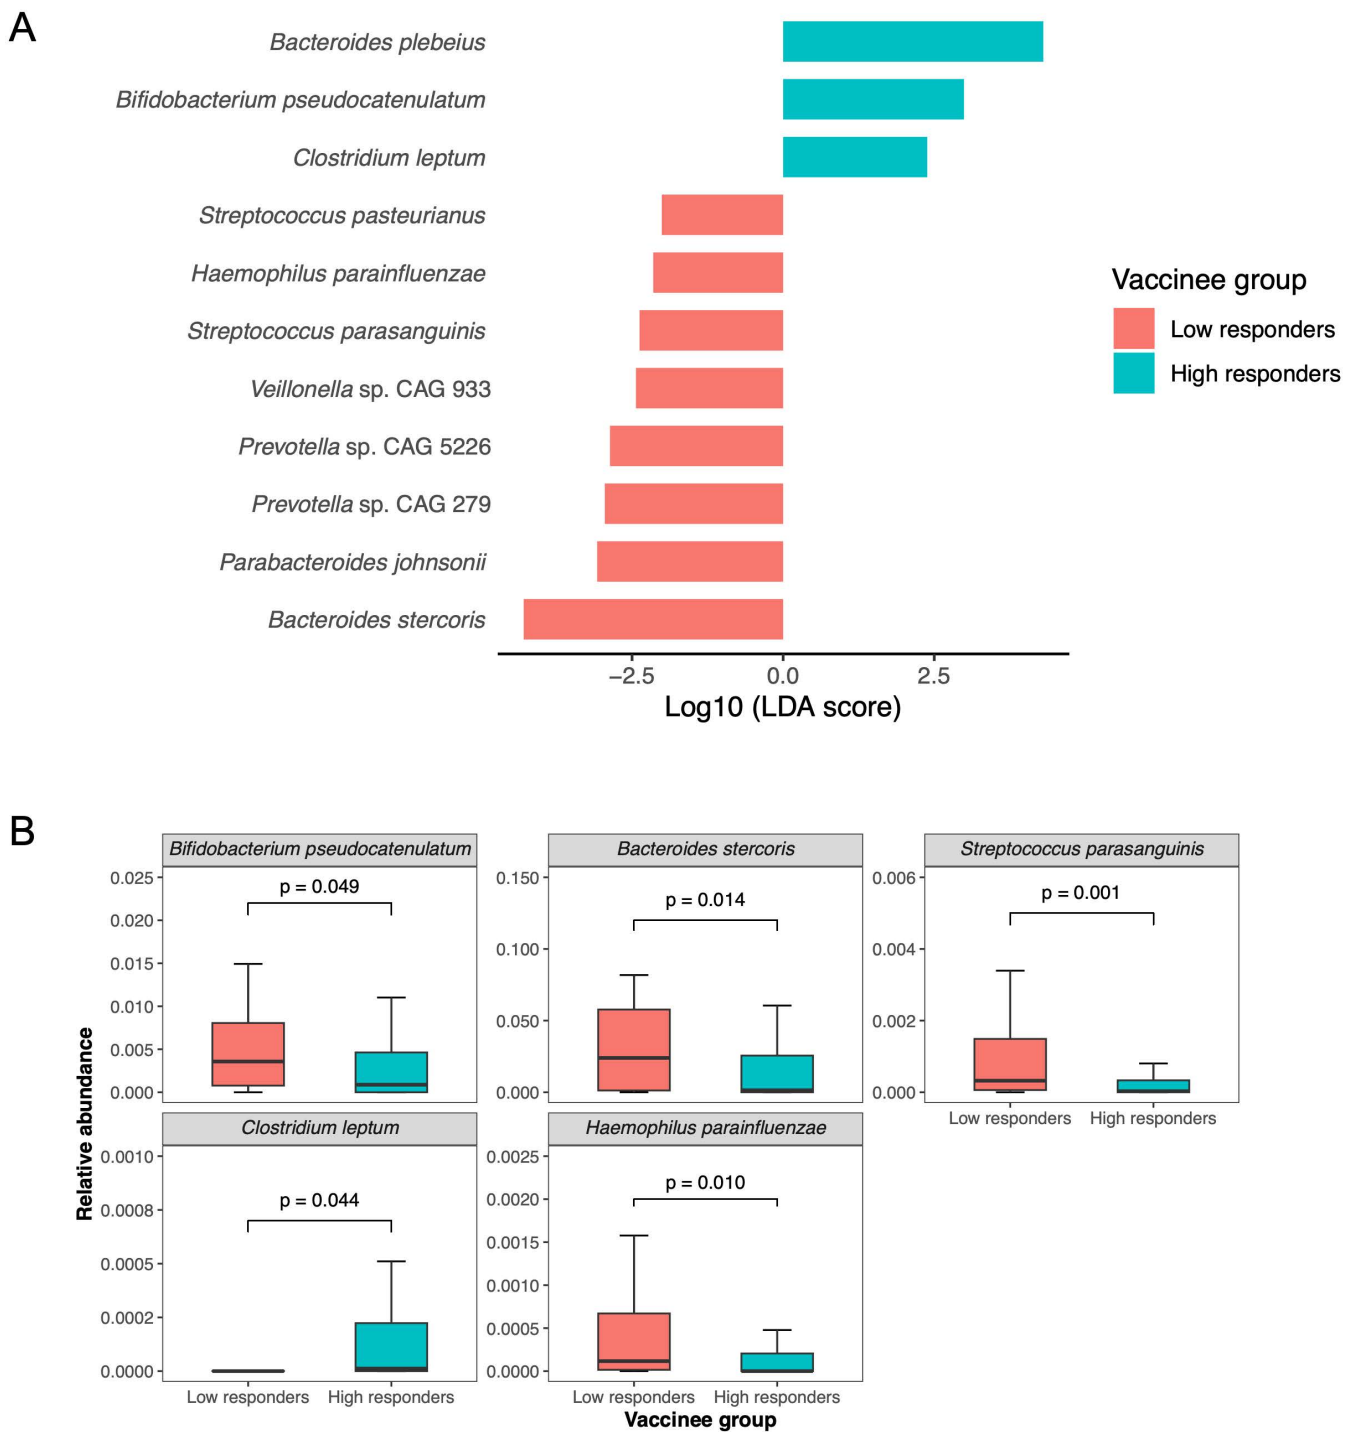 A
Bacteroides plebeius
Bifidobacterium pseudocatenulatum
Clostridium leptum
Streptococcus pasteurianus
Haemophilus parainfluenzae
Streptococcus parasanguinis
Veillonella sp. CAG 933
Prevotella sp. CAG 5226
Prevotella sp. CAG 279
Parabacteroides johnsonii
Bacteroides stercoris
−2.5 0.0 2.5
Log10 (LDA score)
Vaccinee group
Low responders
High responders
B
Relative abundance
Bifidobacterium pseudocatenulatum
p = 0.049
0.025
0.020
0.015
0.010
0.005
0.000
Bacteroides stercoris
p = 0.014
0.150
0.100
0.050
0.000
Streptococcus parasanguinis
p = 0.001
0.006
0.004
0.002
0.000
Low responders High responders
Clostridium leptum
p = 0.044
0.0010
0.0008
0.0005
0.0002
0.0000
Low responders High responders
Haemophilus parainfluenzae
p = 0.010
0.0025
0.0020
0.0015
0.0010
0.0005
0.0000
Low responders High responders
Vaccinee group